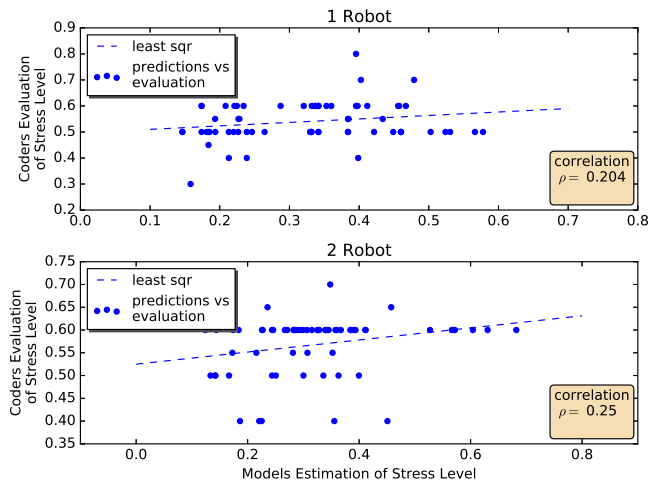 1 Robot
0.9
0.8
0.7
0.6
0.5
0.4
0.3
0.2
Coders Evaluation
of Stress Level
least sqr
predictions vs
evaluation
correlation
ρ = 0.204
0.0 0.1 0.2 0.3 0.4 0.5 0.6 0.7 0.8
2 Robot
0.75
0.70
0.65
0.60
0.55
0.50
0.45
0.40
0.35
Coders Evaluation
of Stress Level
least sqr
predictions vs
evaluation
correlation
ρ = 0.25
0.0 0.2 0.4 0.6 0.8
Models Estimation of Stress Level